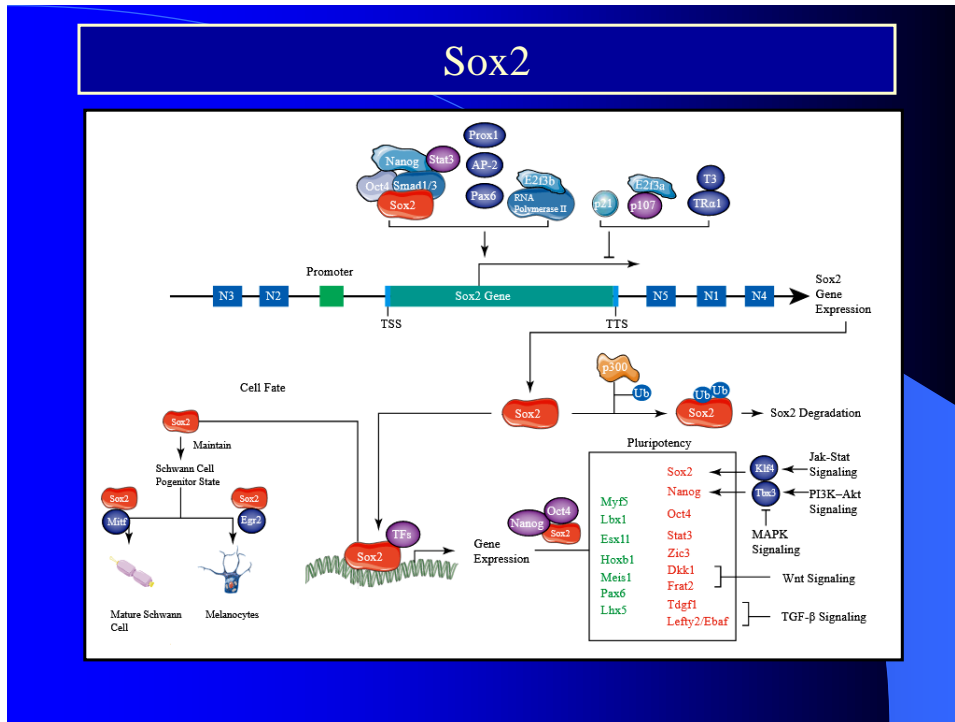 Sox2
Prox1
Nanog
Stat3
AP-2
Oct4
Smad1/3
Sox2
Pax6
E2f3b
RNA
Polymerase II
p21
E2f3a
p107
T3
TRα1
Promoter
N3
N2
Sox2 Gene
N5
N1
N4
Sox2
Gene
Expression
TSS
TTS
p300
Ub
Sox2
Ub
Ub
Sox2
Sox2 Degradation
Cell Fate
Sox2
Maintain
Schwann Cell
Pogenitor State
Sox2
Mitf
Sox2
Egr2
Mature Schwann
Cell
Melanocytes
TFs
Sox2
Gene
Expression
Nanog
Oct4
Sox2
Pluripotency
Myf5
Lbx1
Esx1l
Hoxb1
Meis1
Pax6
Lhx5
Sox2
Nanog
Oct4
Stat3
Zic3
Dkk1
Frat2
Tdgf1
Lefty2/Ebaf
Klf4
Tbx3
Jak-Stat
Signaling
PI3K–Akt
Signaling
MAPK
Signaling
Wnt Signaling
TGF-β Signaling